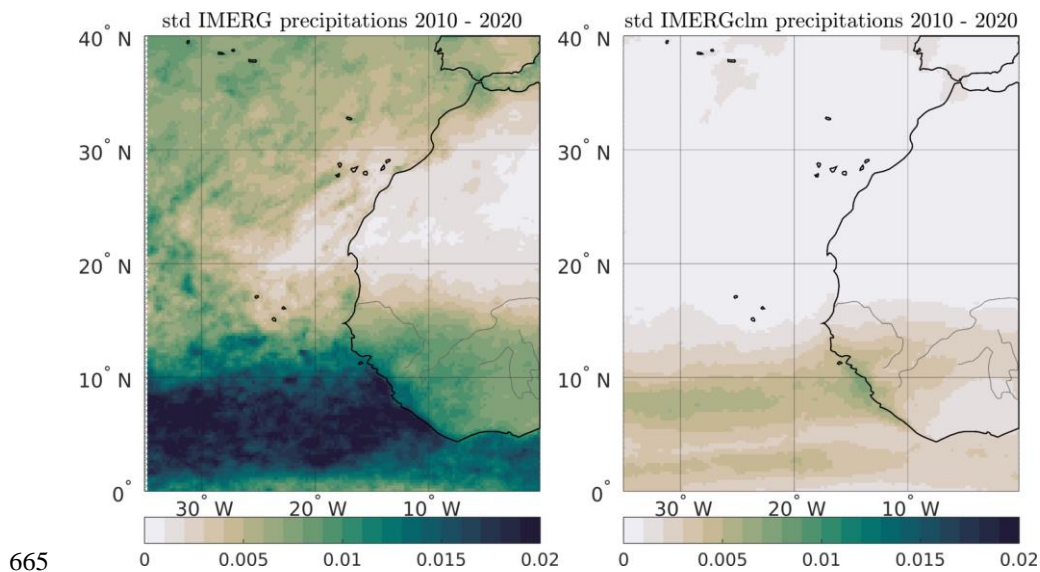 std IMERG precipitations 2010 - 2020 std IMERGclm precipitations 2010 - 2020
40° N 40° N
30° N 30° N
20° N 20° N
10° N 10° N
0° 0°
30° W 20° W 10° W 30° W 20° W 10° W
0 0.005 0.01 0.015 0.02 0 0.005 0.01 0.015 0.02
665